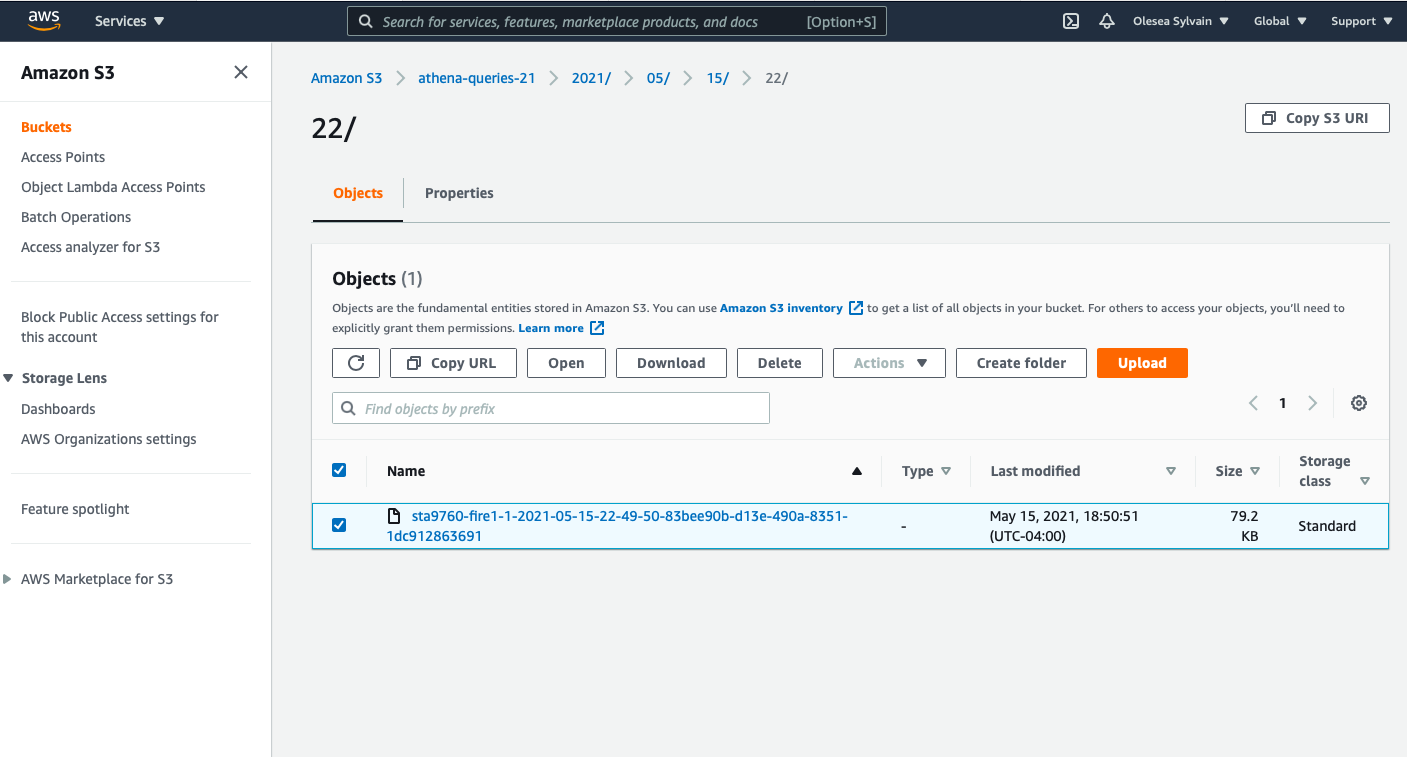 aws
Services
Search for services, features, marketplace products, and docs [Option+S]
Olesea Sylvain
Global
Support
Amazon S3
Buckets
Access Points
Object Lambda Access Points
Batch Operations
Access analyzer for S3
Block Public Access settings for
this account
Storage Lens
Dashboards
AWS Organizations settings
Feature spotlight
AWS Marketplace for S3
Amazon S3 > athena-queries-21 > 2021/ > 05/ > 15/ > 22/
22/
Copy S3 URI
Objects
Properties
Objects (1)
Objects are the fundamental entities stored in Amazon S3. You can use Amazon S3 inventory to get a list of all objects in your bucket. For others to access your objects, you'll need to
explicitly grant them permissions. Learn more
Copy URL
Open
Download
Delete
Actions
Create folder
Upload
Find objects by prefix
1
Name
Type
Last modified
Size
Storage
class
sta9760-fire1-1-2021-05-15-22-49-50-83bee90b-d13e-490a-8351-
1dc912863691
-
May 15, 2021, 18:50:51
(UTC-04:00)
79.2
KB
Standard